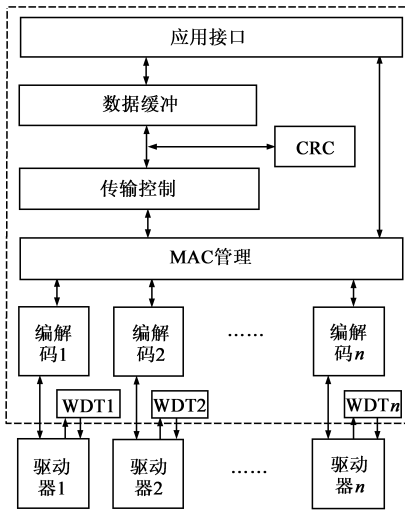 应用接口
数据缓冲
CRC
传输控制
MAC管理
编解
码1
编解
码2
……
编解
码n
WDT1
WDT2
WDTn
驱动
器1
驱动
器2
……
驱动
器n